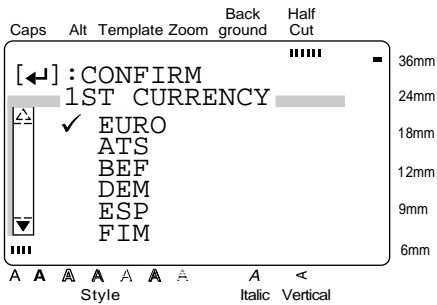 Back Half
Caps Alt Template Zoom ground Cut
[↵]:CONFIRM
1ST CURRENCY
✓ EURO
ATS
BEF
DEM
ESP
FIM
36mm
24mm
18mm
12mm
9mm
6mm
A A A A A A A A A
Style Italic Vertical